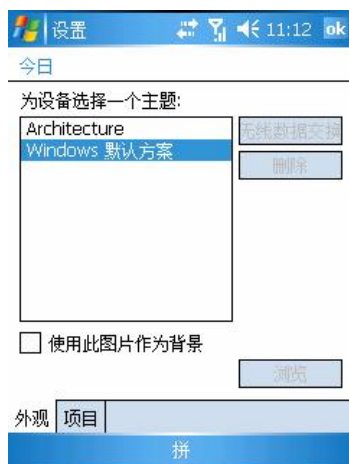 设置 11:12 ok
今日
为设备选择一个主题:
Architecture
无线数据交换
Windows 默认方案
删除
使用此图片作为背景
浏览
外观 项目
拼